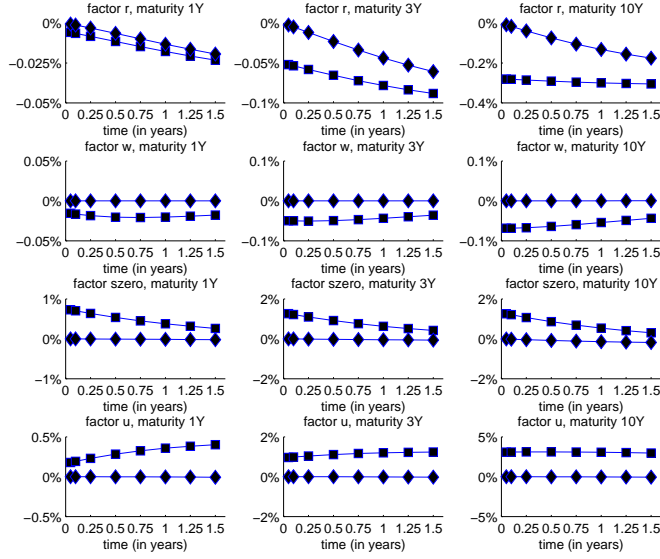 factor r, maturity 1Y
factor r, maturity 3Y
factor r, maturity 10Y
0%
−0.025%
−0.05%
0 0.25 0.5 0.75 1 1.25 1.5
time (in years)
0%
−0.05%
−0.1%
0 0.25 0.5 0.75 1 1.25 1.5
time (in years)
0%
−0.2%
−0.4%
0 0.25 0.5 0.75 1 1.25 1.5
time (in years)
factor w, maturity 1Y
factor w, maturity 3Y
factor w, maturity 10Y
0.05%
0%
−0.05%
0 0.25 0.5 0.75 1 1.25 1.5
time (in years)
0.1%
0%
−0.1%
0 0.25 0.5 0.75 1 1.25 1.5
time (in years)
0.1%
0%
−0.1%
0 0.25 0.5 0.75 1 1.25 1.5
time (in years)
factor szero, maturity 1Y
factor szero, maturity 3Y
factor szero, maturity 10Y
1%
0%
−1%
0 0.25 0.5 0.75 1 1.25 1.5
time (in years)
2%
0%
−2%
0 0.25 0.5 0.75 1 1.25 1.5
time (in years)
2%
0%
−2%
0 0.25 0.5 0.75 1 1.25 1.5
time (in years)
factor u, maturity 1Y
factor u, maturity 3Y
factor u, maturity 10Y
0.5%
0%
−0.5%
0 0.25 0.5 0.75 1 1.25 1.5
time (in years)
2%
0%
−2%
0 0.25 0.5 0.75 1 1.25 1.5
time (in years)
5%
0%
−5%
0 0.25 0.5 0.75 1 1.25 1.5
time (in years)